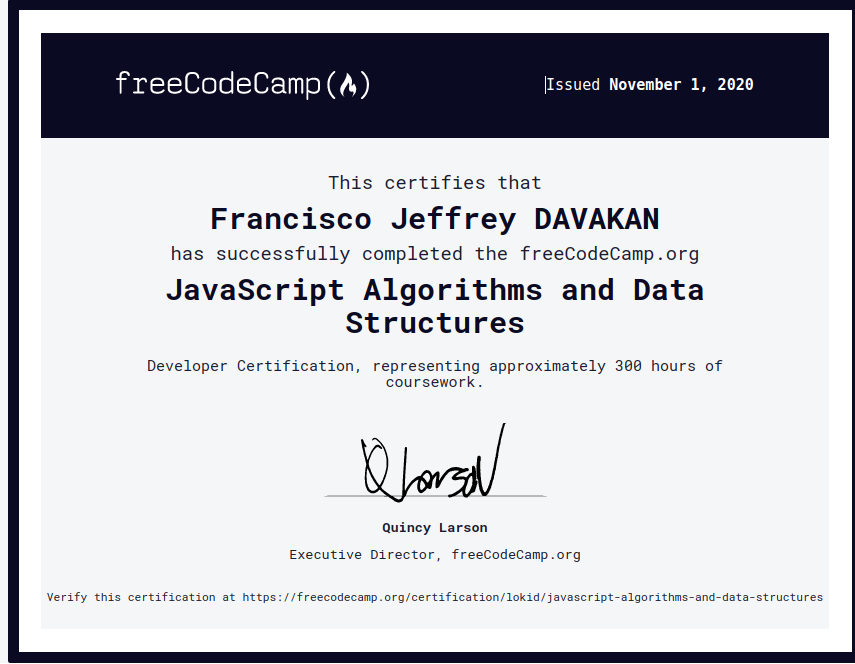 freeCodeCamp(🔥)
Issued November 1, 2020
This certifies that
Francisco Jeffrey DAVAKAN
has successfully completed the freeCodeCamp.org
JavaScript Algorithms and Data
Structures
Developer Certification, representing approximately 300 hours of
coursework.
QLarson
Quincy Larson
Executive Director, freeCodeCamp.org
Verify this certification at https://freecodecamp.org/certification/lokid/javascript-algorithms-and-data-structures